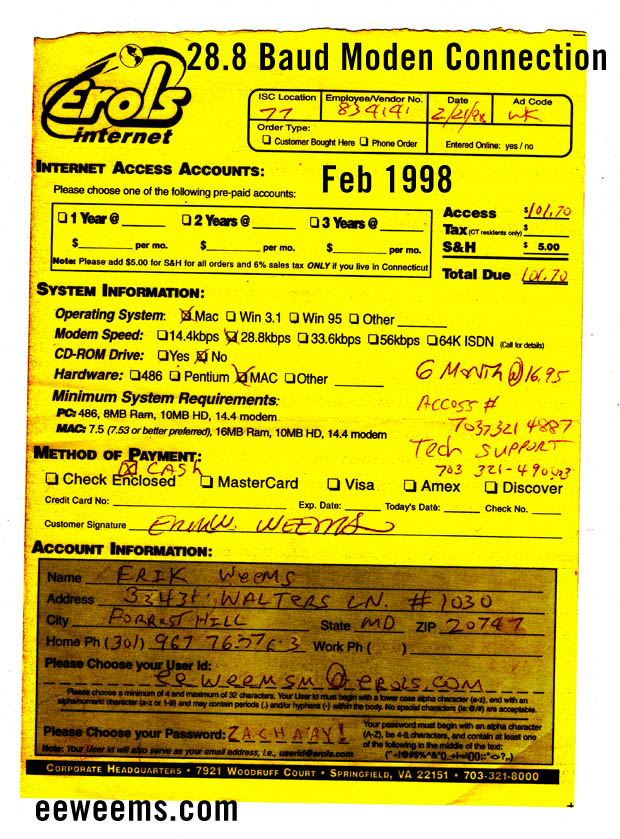 28.8 Baud Moden Connection
Erols
internet
ISC Location Employee/Vendor No. Date Ad Code
77 834141 2/21/98 WK
Order Type:
Customer Bought Here Phone Order Entered Online: yes / no
INTERNET ACCESS ACCOUNTS:
Feb 1998
Please choose one of the following pre-paid accounts:
1 Year @ 2 Years @ 3 Years @
$ per mo. $ per mo. $ per mo.
Note: Please add $5.00 for S&H for all orders and 6% sales tax ONLY if you live in Connecticut
Access $101.70
Tax (CT residents only) $
S&H $ 5.00
Total Due 101.70
SYSTEM INFORMATION:
Operating System: Mac Win 3.1 Win 95 Other
Modem Speed: 14.4kbps 28.8kbps 33.6kbps 56kbps 64K ISDN (Call for details)
CD-ROM Drive: Yes No
Hardware: 486 Pentium MAC Other
6 Month @ 16.95
Minimum System Requirements:
PC: 486, 8MB Ram, 10MB HD, 14.4 modem
MAC: 7.5 (7.53 or better preferred), 16MB Ram, 10MB HD, 14.4 modem
Access #
703 321 4887
Tech Support
703 321-490
METHOD OF PAYMENT:
CASH
Check Enclosed MasterCard Visa Amex Discover
Credit Card No: Exp. Date: Today's Date: Check No.
Customer Signature Erik W. Weems
ACCOUNT INFORMATION:
Name ERIK Weems
Address WALTERS LN. #1030
City FORREST HILL State MD ZIP 20747
Home Ph (301) 967 Work Ph ( )
Please Choose your User Id:
eeweemsm@erols.com
Please choose a minimum of 4 and maximum of 32 characters. Your User Id must begin with a lower case alpha character (a-z), end with an
alpha/numeric character (a-z or 1-9) and may contain periods (.) and/or hyphens (-) within the body. No special characters (ie:@/#) are acceptable.
Please Choose your Password: ZACHA'AY!
Your password must begin with an alpha character
(A-Z), be 4-8 characters, and contain at least one
of the following in the middle of the text:
Note: Your User Id will also serve as your email address, i.e., userid@erols.com
CORPORATE HEADQUARTERS • 7921 WOODRUFF COURT • SPRINGFIELD, VA 22151 • 703-321-8000
eeweems.com